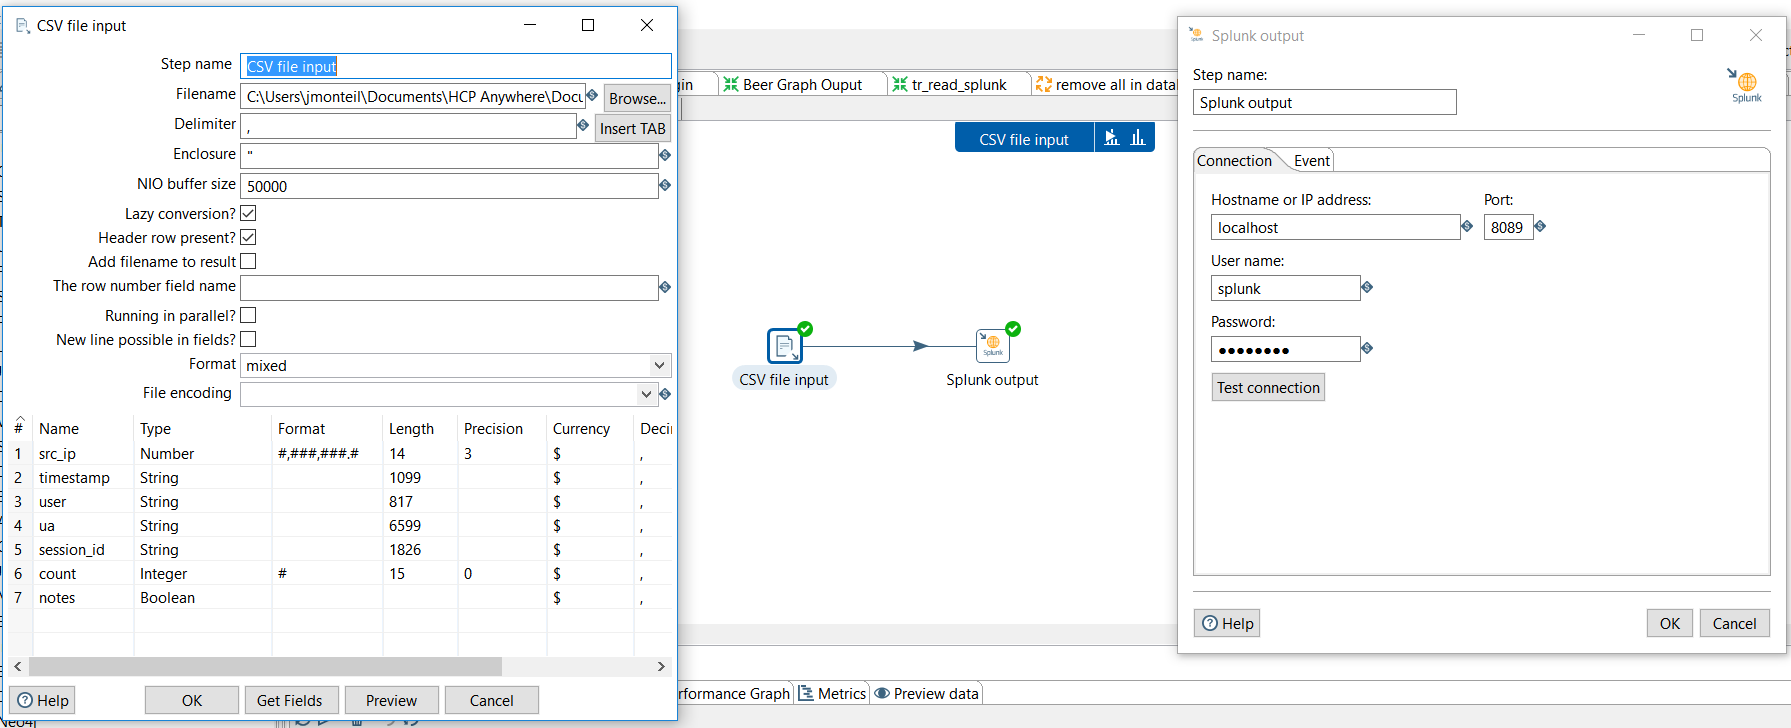 CSV file input
Step name CSV file input
Filename C:\Users\jmonteil\Documents\HCP Anywhere\Docu Browse...
Delimiter , Insert TAB
Enclosure "
NIO buffer size 50000
Lazy conversion?
Header row present?
Add filename to result
The row number field name
Running in parallel?
New line possible in fields?
Format mixed
File encoding
# Name Type Format Length Precision Currency Deci
1 src_ip Number #,###,###.# 14 3 $ ,
2 timestamp String 1099 $ ,
3 user String 817 $ ,
4 ua String 6599 $ ,
5 session_id String 1826 $ ,
6 count Integer # 15 0 $ ,
7 notes Boolean $ ,
Help OK Get Fields Preview Cancel
gin Beer Graph Ouput tr_read_splunk remove all in datal
CSV file input
CSV file input Splunk output
Splunk
rformance Graph Metrics Preview data
Neo4j
Splunk output
Step name:
Splunk output
Splunk
Connection Event
Hostname or IP address: Port:
localhost 8089
User name:
splunk
Password:
●●●●●●●●
Test connection
Help OK Cancel